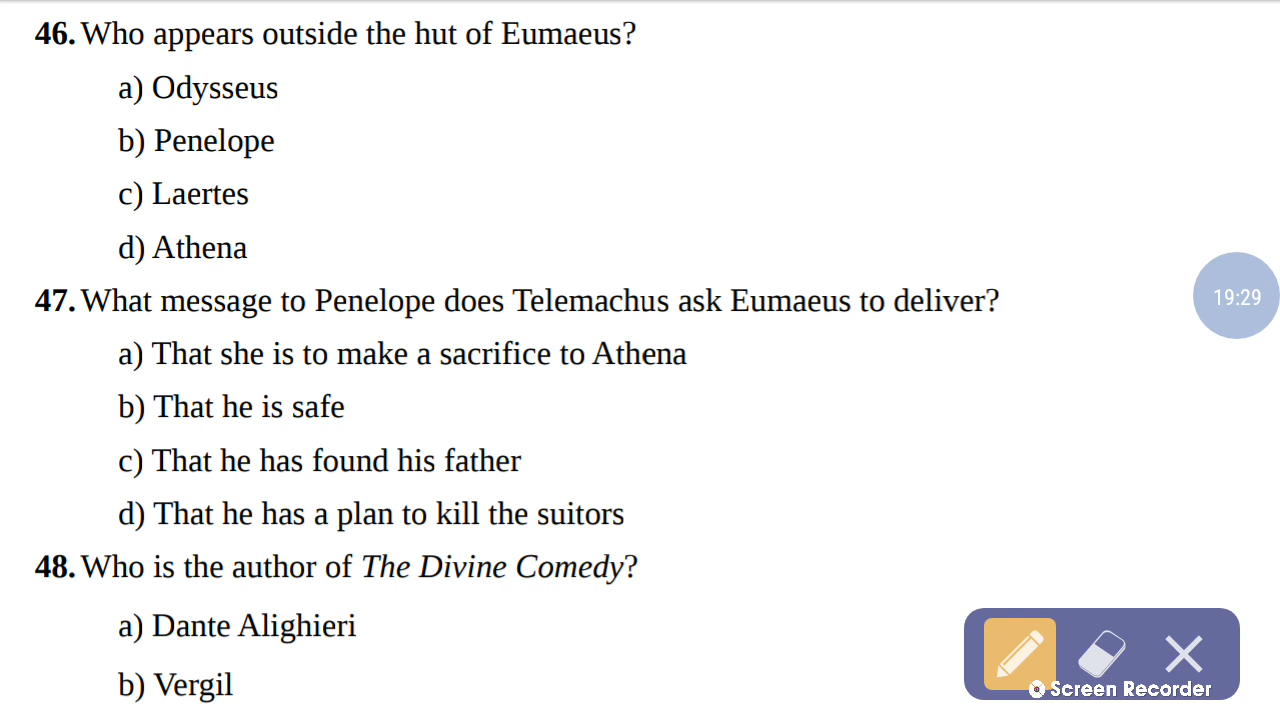 46. Who appears outside the hut of Eumaeus?
a) Odysseus
b) Penelope
c) Laertes
d) Athena
47. What message to Penelope does Telemachus ask Eumaeus to deliver?
19:29
a) That she is to make a sacrifice to Athena
b) That he is safe
c) That he has found his father
d) That he has a plan to kill the suitors
48. Who is the author of The Divine Comedy?
a) Dante Alighieri
b) Vergil
Screen Recorder